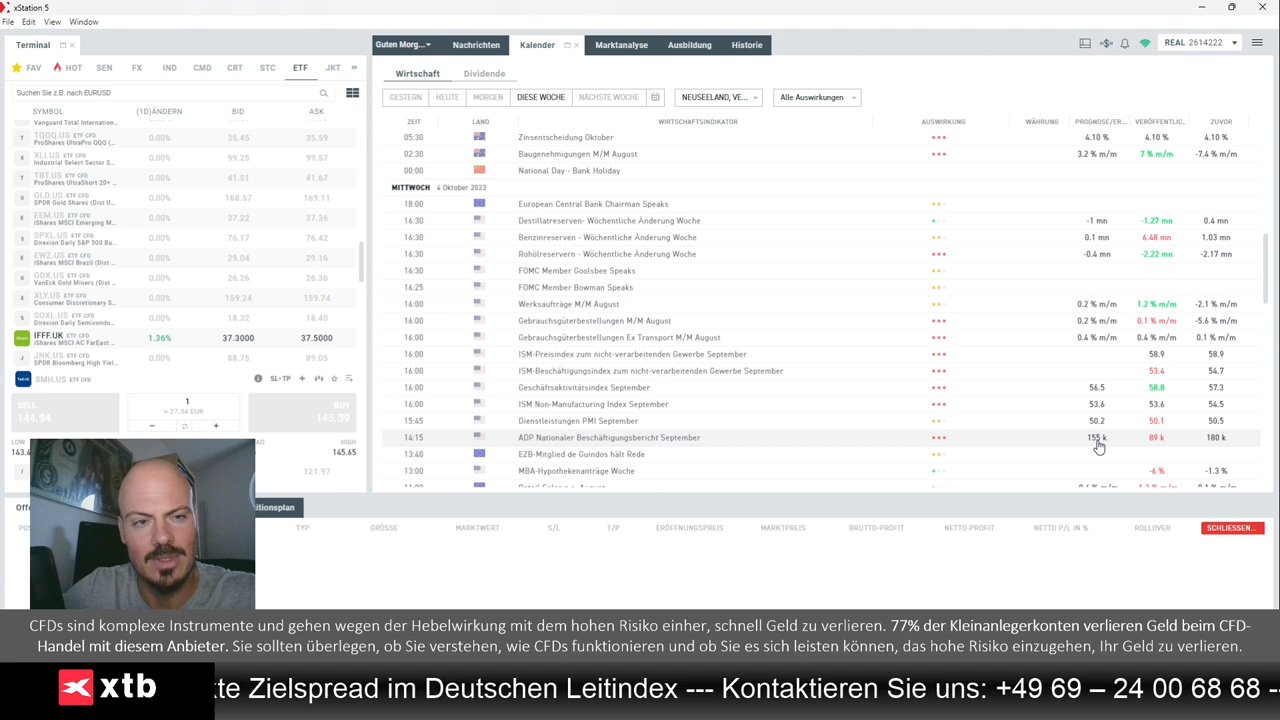 xStation 5
File Edit View Window
Terminal
Guten Morg... Nachrichten Kalender Marktanalyse Ausbildung Historie
REAL 2614222
FAV HOT SEN FX IND CMD CRT STC ETF JKT
Wirtschaft Dividende
Suchen Sie z.B. nach EURUSD
GESTERN HEUTE MORGEN DIESE WOCHE NÄCHSTE WOCHE NEUSEELAND, VE... Alle Auswirkungen
SYMBOL (1D)ÄNDERN BID ASK
ZEIT LAND WIRTSCHAFTSINDIKATOR AUSWIRKUNG WÄHRUNG PROGNOSE/ER... VERÖFFENTLIC... ZUVOR
Vanguard Total Internation...
T TQQQ.US ETF CFD 0.00% 35.45 35.59
ProShares UltraPro QQQ (...
X XLI.US ETF CFD 0.00% 99.25 99.57
Industrial Select Sector S...
T TBT.US ETF CFD 0.00% 41.51 41.67
ProShares UltraShort 20+ ...
G GLD.US ETF CFD 0.00% 168.57 169.11
SPDR Gold Shares (Dist U...
E EEM.US ETF CFD 0.00% 37.22 37.36
iShares MSCI Emerging M...
S SPXL.US ETF CFD 0.00% 76.17 76.42
Direxion Daily S&P 500 Bu...
E EWZ.US ETF CFD 0.00% 29.04 29.16
iShares MSCI Brazil (Dist ...
G GDX.US ETF CFD 0.00% 26.26 26.36
VanEck Gold Miners (Dist ...
X XLY.US ETF CFD 0.00% 159.24 159.74
Consumer Discretionary S...
S SOXL.US ETF CFD 0.00% 18.32 18.40
Direxion Daily Semicondu...
IFFF.UK ETF CFD 1.36% 37.3000 37.5000
iShares MSCI AC FarEast ...
J JNK.US ETF CFD 0.00% 88.75 89.05
SPDR Bloomberg High Yiel...
SMH.US ETF CFD SL+TP
SELL 144.94
1
≈ 27.54 EUR
BUY 145.39
LOW
143.4
HIGH
145.65
121.97
05:30 Zinsentscheidung Oktober 4.10 % 4.10 % 4.10 %
02:30 Baugenehmigungen M/M August 3.2 % m/m 7 % m/m -7.4 % m/m
00:00 National Day - Bank Holiday
MITTWOCH 4 Oktober 2023
18:00 European Central Bank Chairman Speaks
16:30 Destillatreserven- Wöchentliche Änderung Woche -1 mn -1.27 mn 0.4 mn
16:30 Benzinreserven - Wöchentliche Änderung Woche 0.1 mn 6.48 mn 1.03 mn
16:30 Rohölreservern - Wöchentliche Änderung Woche -0.4 mn -2.22 mn -2.17 mn
16:30 FOMC Member Goolsbee Speaks
16:25 FOMC Member Bowman Speaks
16:00 Werksaufträge M/M August 0.2 % m/m 1.2 % m/m -2.1 % m/m
16:00 Gebrauchsgüterbestellungen M/M August 0.2 % m/m 0.1 % m/m -5.6 % m/m
16:00 Gebrauchsgüterbestellungen Ex Transport M/M August 0.4 % m/m 0.4 % m/m 0.1 % m/m
16:00 ISM-Preisindex zum nicht-verarbeitenden Gewerbe September 58.9 58.9
16:00 ISM-Beschäftigungsindex zum nicht-verarbeitenden Gewerbe September 53.4 54.7
16:00 Geschäftsaktivitätsindex September 56.5 58.8 57.3
16:00 ISM Non-Manufacturing Index September 53.6 53.6 54.5
15:45 Dienstleistungen PMI September 50.2 50.1 50.5
14:15 ADP Nationaler Beschäftigungsbericht September 155 k 89 k 180 k
13:40 EZB-Mitglied de Guindos hält Rede
13:00 MBA-Hypothekenanträge Woche -6 % -1.3 %
TYP GRÖSSE MARKTWERT S/L T/P ERÖFFNUNGSPREIS MARKTPREIS BRUTTO-PROFIT NETTO-PROFIT NETTO P/L IN % ROLLOVER SCHLIESSEN...
CFDs sind komplexe Instrumente und gehen wegen der Hebelwirkung mit dem hohen Risiko einher, schnell Geld zu verlieren. 77% der Kleinanlegerkonten verlieren Geld beim CFD-
Handel mit diesem Anbieter. Sie sollten überlegen, ob Sie verstehen, wie CFDs funktionieren und ob Sie es sich leisten können, das hohe Risiko einzugehen, Ihr Geld zu verlieren.
xtb
te Zielspread im Deutschen Leitindex --- Kontaktieren Sie uns: +49 69 – 24 00 68 68 -